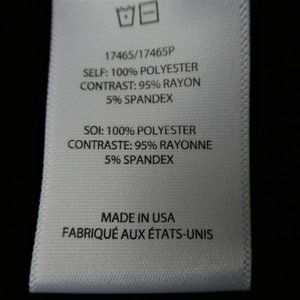 17465/17465P
SELF: 100% POLYESTER
CONTRAST: 95% RAYON
5% SPANDEX
SOI: 100% POLYESTER
CONTRASTE: 95% RAYONNE
5% SPANDEX
MADE IN USA
FABRIQUÉ AUX ÉTATS-UNIS